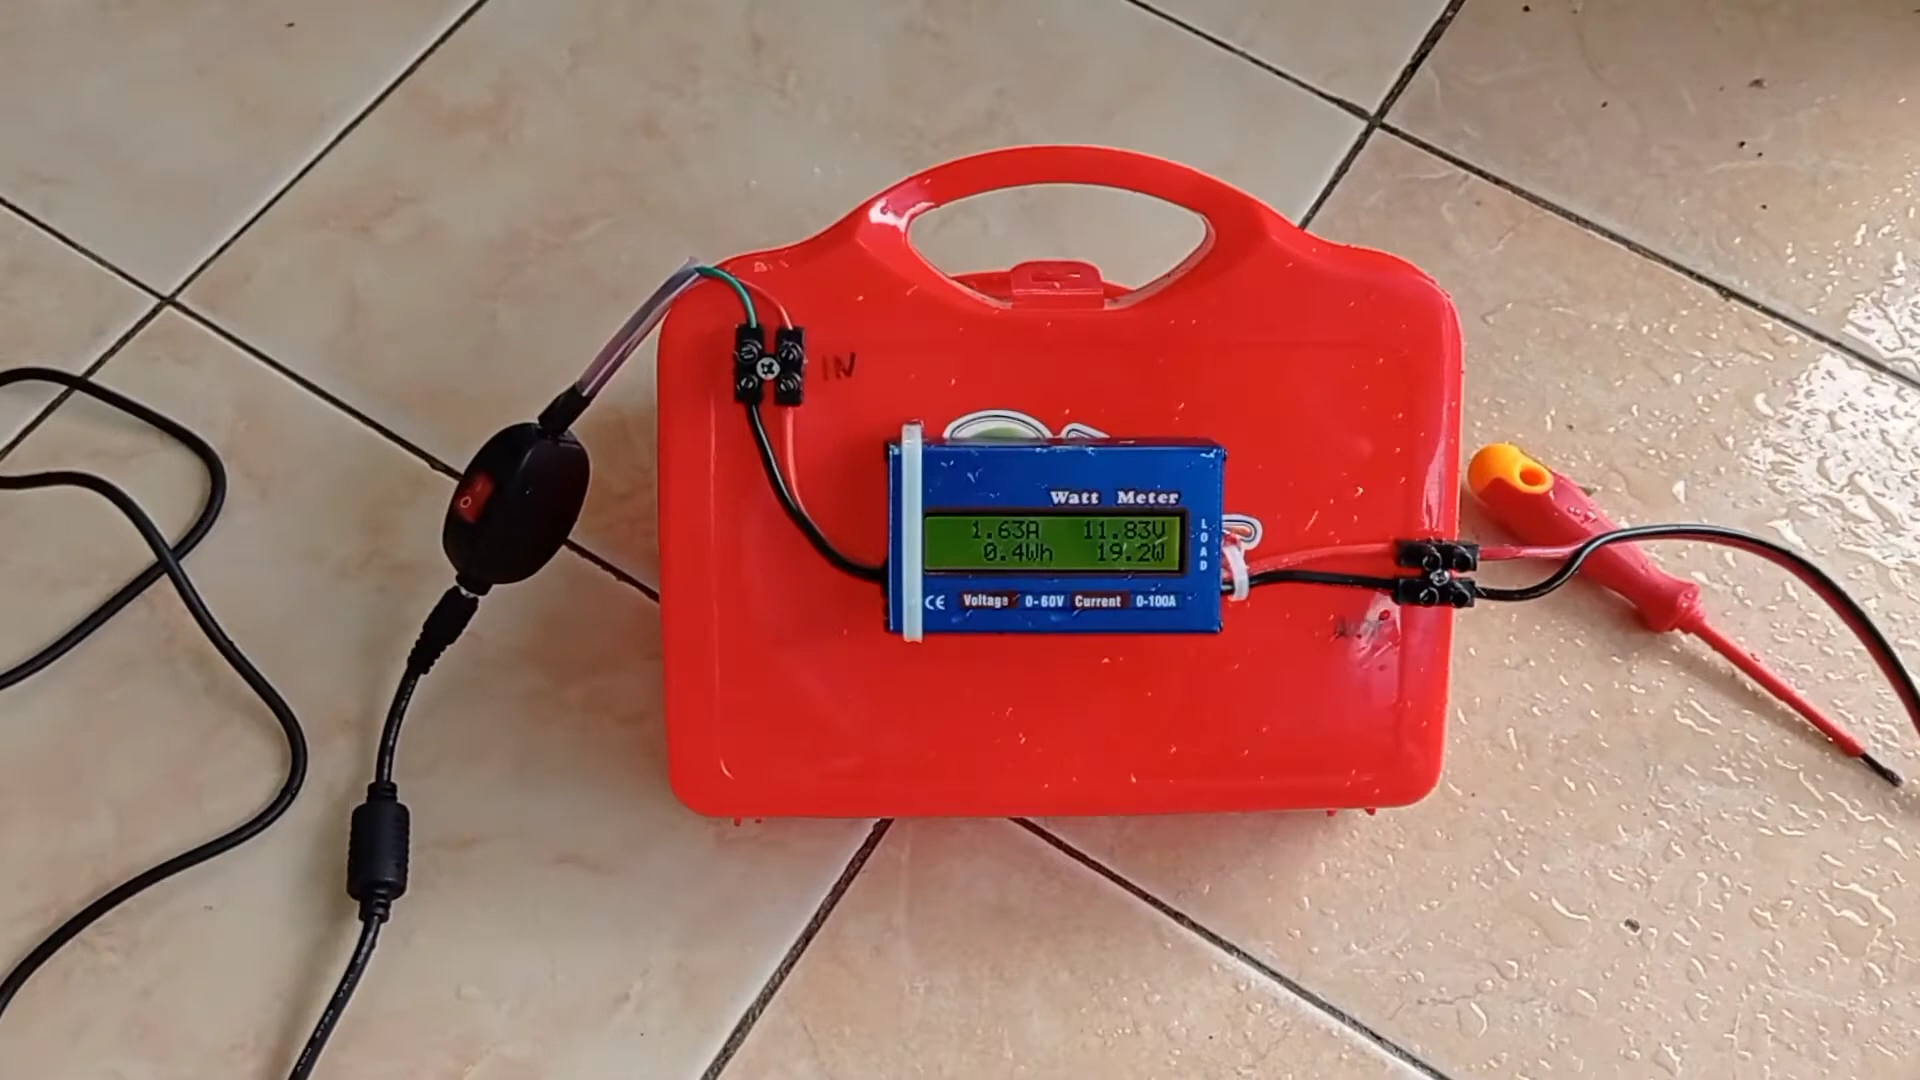 IN
Watt Meter
1.63A 11.83V
0.4Wh 19.2W
LOAD
CE Voltage 0-60V Current 0-100A